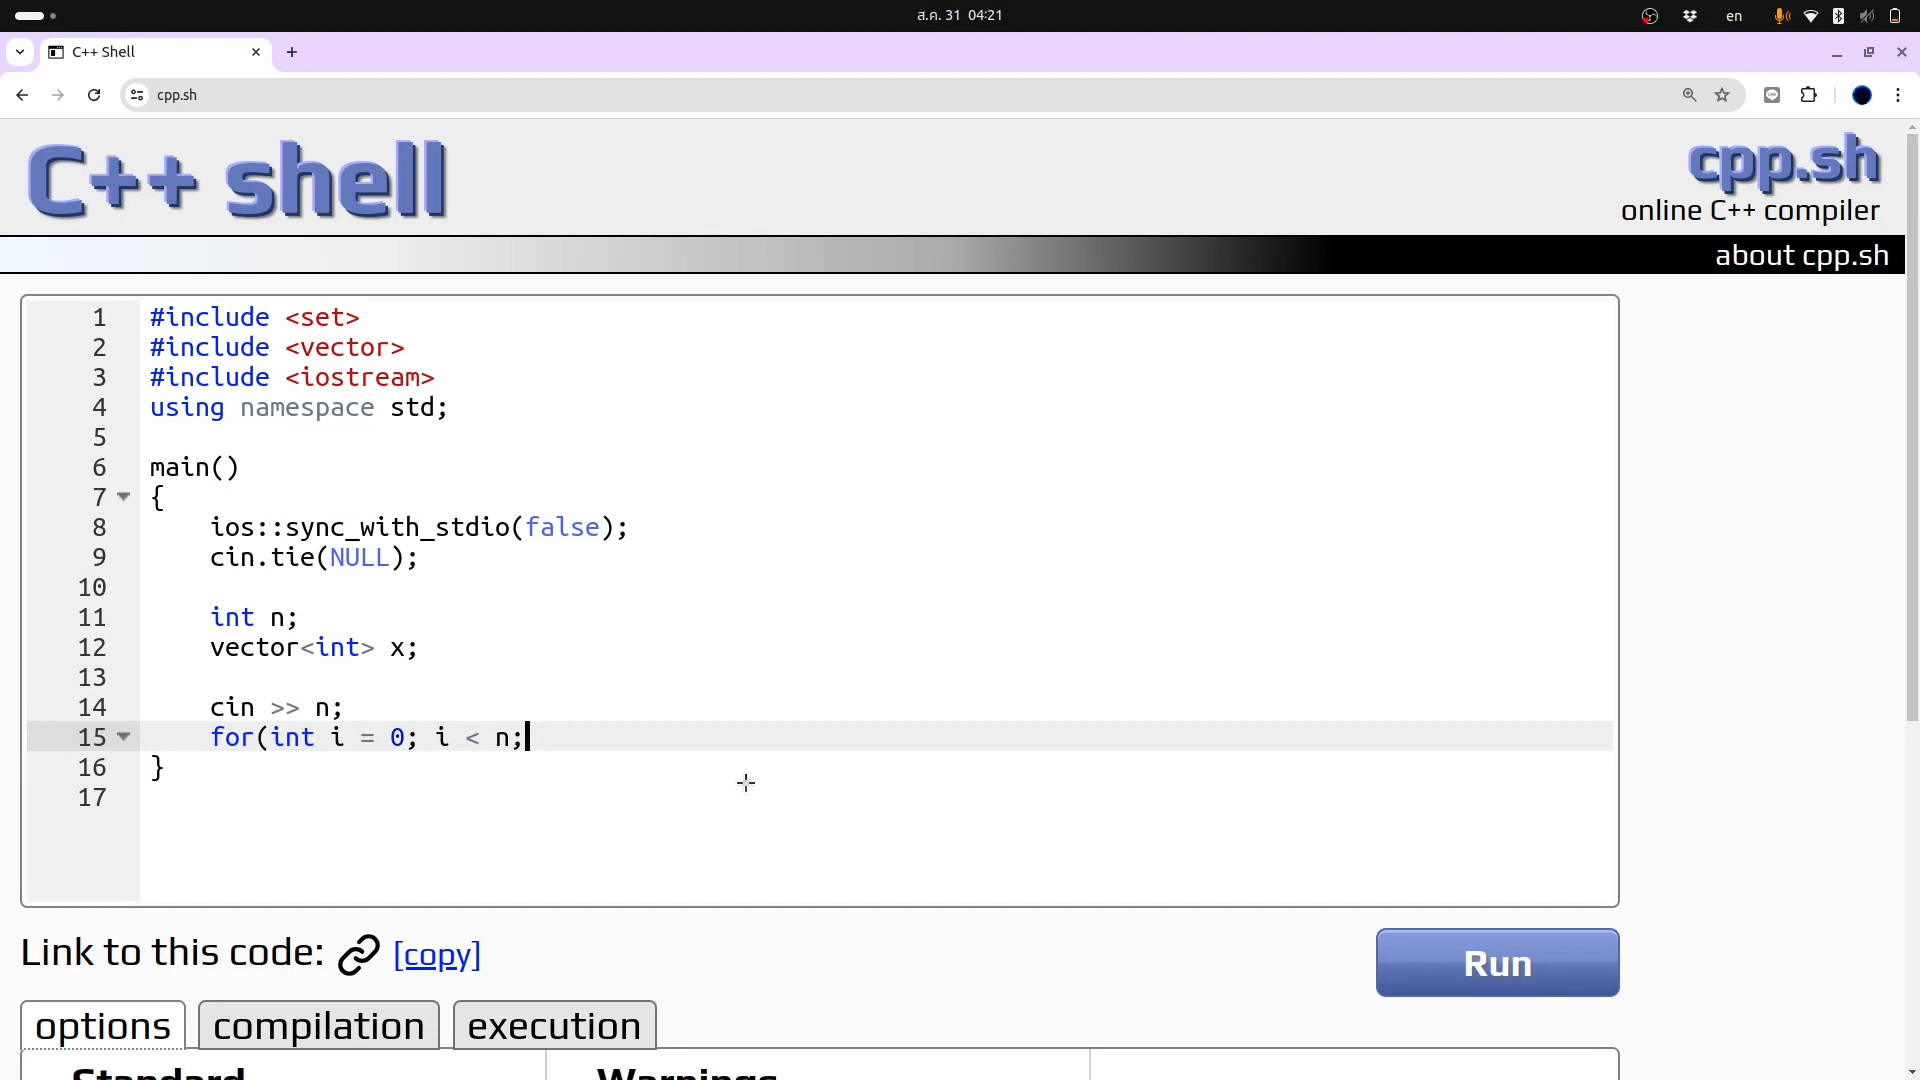 ส.ค. 31 04:21
en
C++ Shell
cpp.sh
C++ shell
cpp.sh
online C++ compiler
about cpp.sh
1 #include <set>
2 #include <vector>
3 #include <iostream>
4 using namespace std;
5
6 main()
7 {
8 ios::sync_with_stdio(false);
9 cin.tie(NULL);
10
11 int n;
12 vector<int> x;
13
14 cin >> n;
15 for(int i = 0; i < n;
16 }
17
Link to this code: [copy]
Run
options compilation execution
Standard Warnings